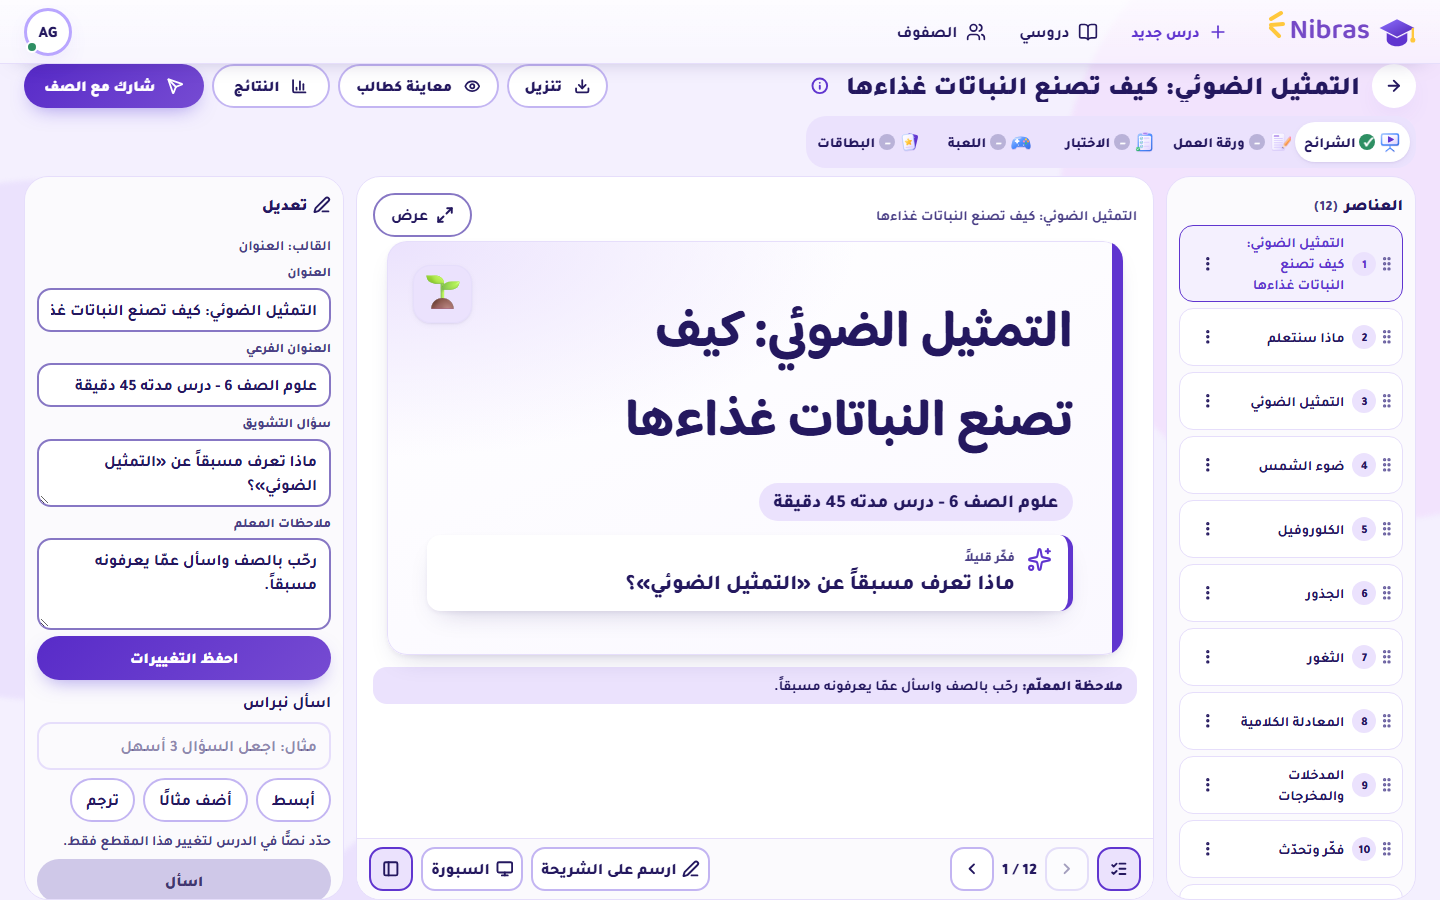 Nibras
درس جديد
دروسي
الصفوف
AG
التمثيل الضوئي: كيف تصنع النباتات غذاءها
تنزيل
معاينة كطالب
النتائج
شارك مع الصف
الشرائح
ورقة العمل
الاختبار
اللعبة
البطاقات
العناصر (12)
1
التمثيل الضوئي:
كيف تصنع
النباتات غذاءها
2 ماذا سنتعلم
3 التمثيل الضوئي
4 ضوء الشمس
5 الكلوروفيل
6 الجذور
7 الثغور
8 المعادلة الكلامية
9 المدخلات
والمخرجات
10 فكّر وتحدّث
التمثيل الضوئي: كيف تصنع النباتات غذاءها
عرض
التمثيل الضوئي: كيف
تصنع النباتات غذاءها
علوم الصف 6 - درس مدته 45 دقيقة
فكّر قليلاً
ماذا تعرف مسبقاً عن «التمثيل الضوئي»؟
ملاحظة المعلّم: رحّب بالصف واسأل عمّا يعرفونه مسبقاً.
1 / 12
ارسم على الشريحة
السبورة
تعديل
القالب: العنوان
العنوان
التمثيل الضوئي: كيف تصنع النباتات غذ
العنوان الفرعي
علوم الصف 6 - درس مدته 45 دقيقة
سؤال التشويق
ماذا تعرف مسبقاً عن «التمثيل
الضوئي»؟
ملاحظات المعلم
رحّب بالصف واسأل عمّا يعرفونه
مسبقاً.
احفظ التغييرات
اسأل نبراس
مثال: اجعل السؤال 3 أسهل
أبسط
أضف مثالًا
ترجم
حدّد نصًّا في الدرس لتغيير هذا المقطع فقط.
اسأل